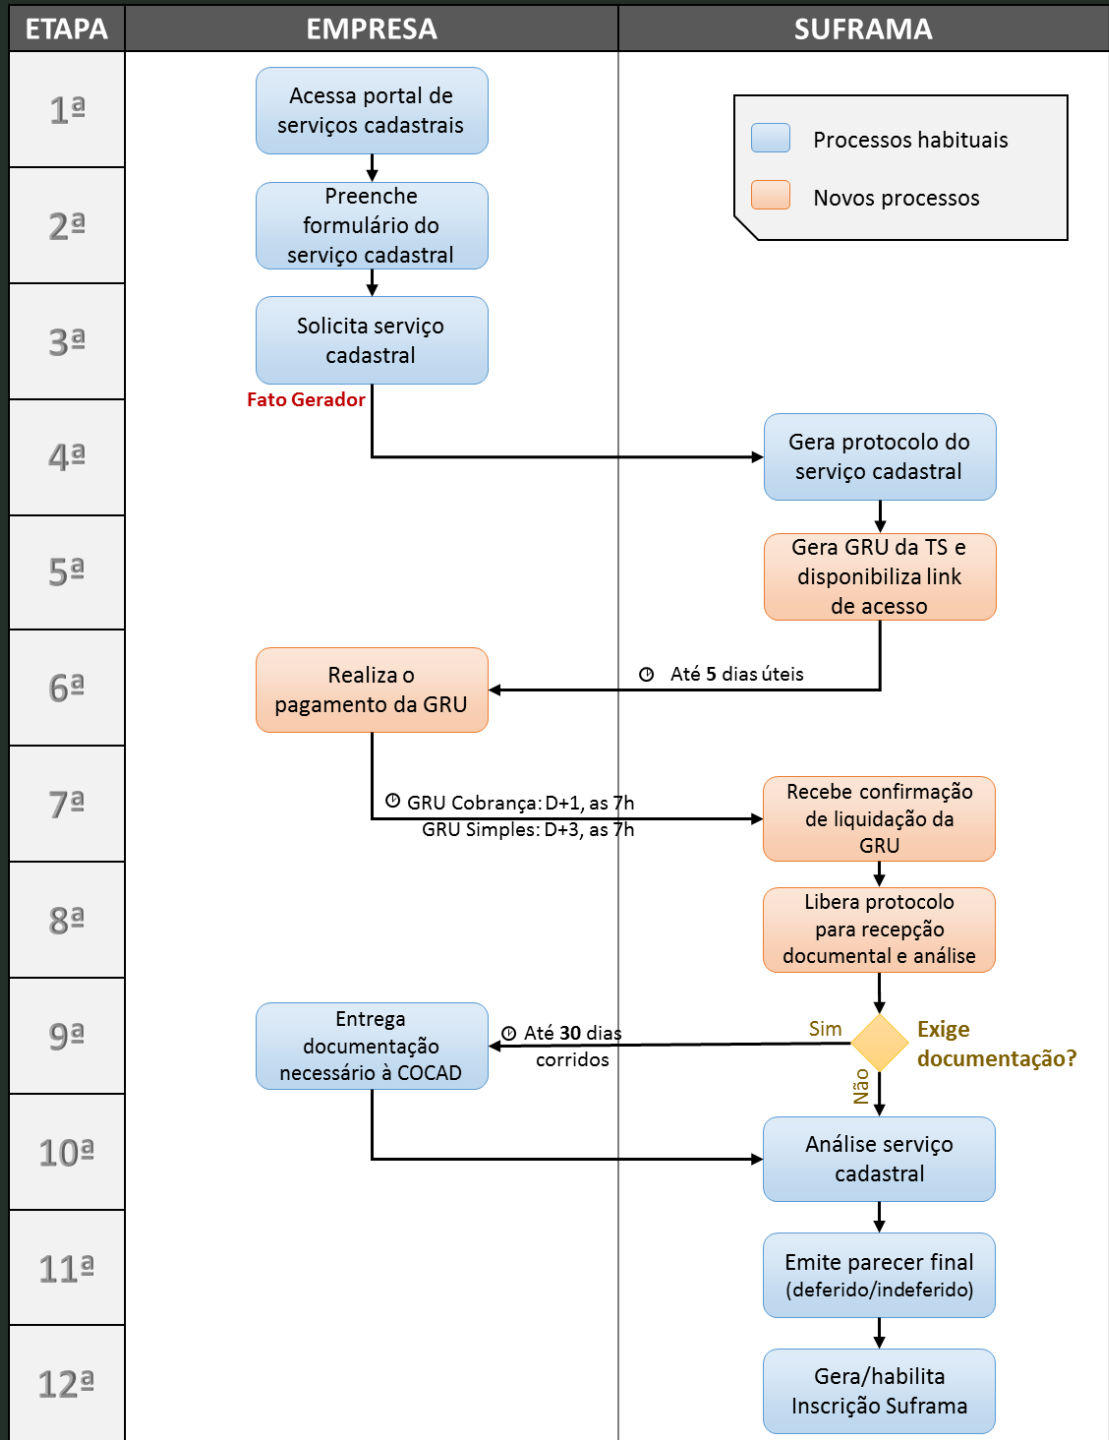 ETAPA
EMPRESA
SUFRAMA
1ª
Acessa portal de
serviços cadastrais
Processos habituais
Novos processos
2ª
Preenche
formulário do
serviço cadastral
3ª
Solicita serviço
cadastral
Fato Gerador
4ª
Gera protocolo do
serviço cadastral
5ª
Gera GRU da TS e
disponibiliza link
de acesso
6ª
Realiza o
pagamento da GRU
Até 5 dias úteis
7ª
GRU Cobrança: D+1, as 7h
GRU Simples: D+3, as 7h
Recebe confirmação
de liquidação da
GRU
8ª
Libera protocolo
para recepção
documental e análise
9ª
Entrega
documentação
necessário à COCAD
Até 30 dias
corridos
Sim
Exige
documentação?
Não
10ª
Análise serviço
cadastral
11ª
Emite parecer final
(deferido/indeferido)
12ª
Gera/habilita
Inscrição Suframa